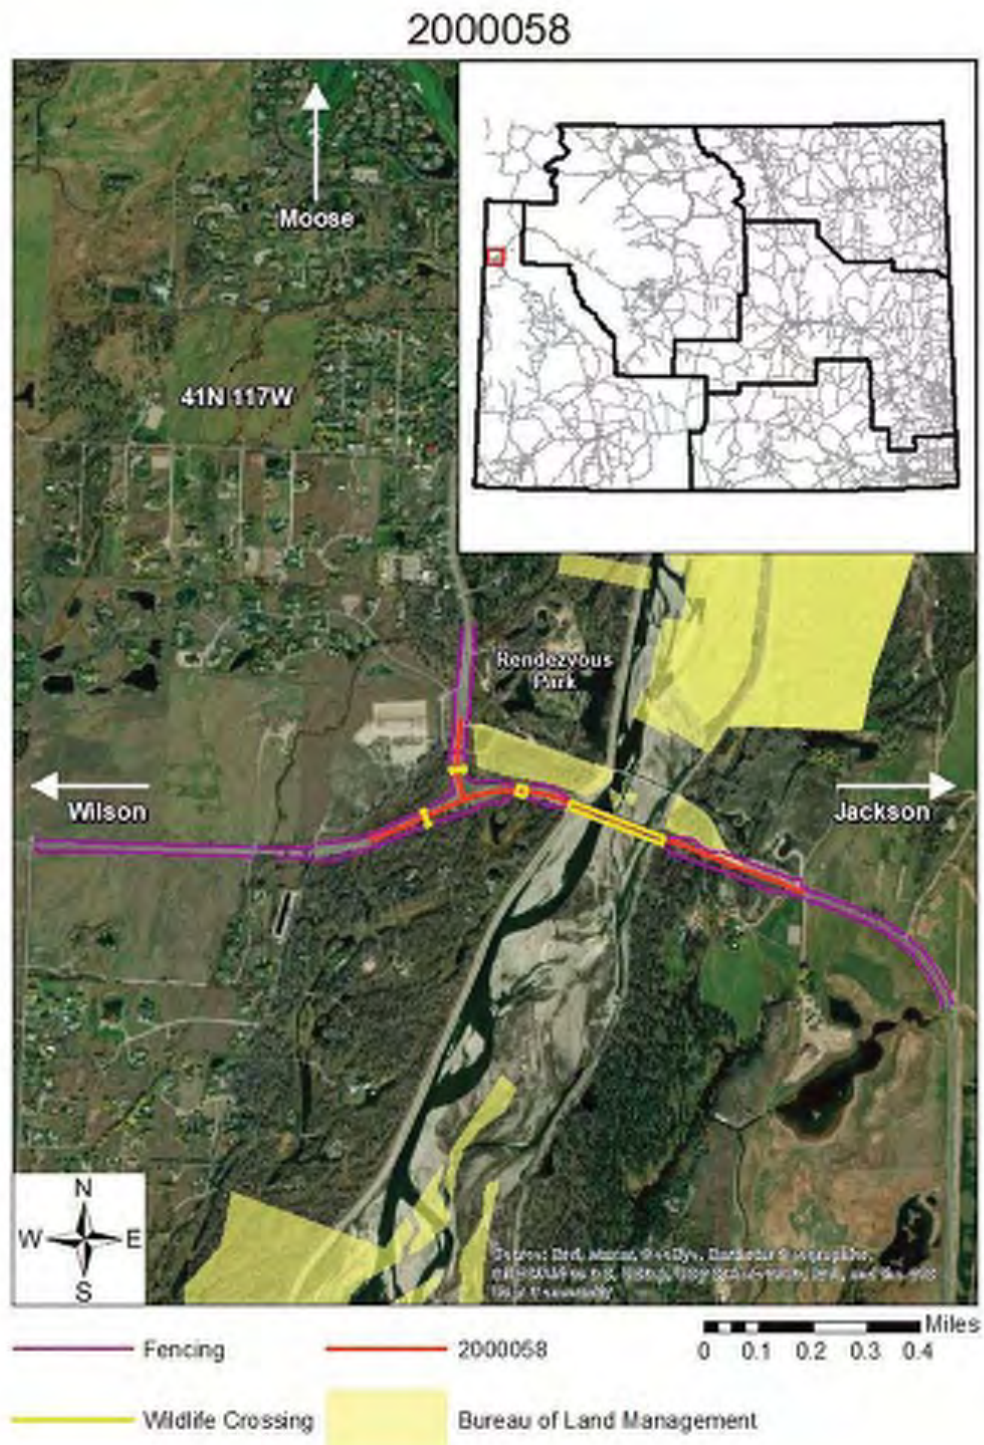 2000058
Moose
41N 117W
Rendezvous
Park
Wilson
Jackson
N
W E
S
Fencing
2000058
Miles
0 0.1 0.2 0.3 0.4
Wildlife Crossing
Bureau of Land Management